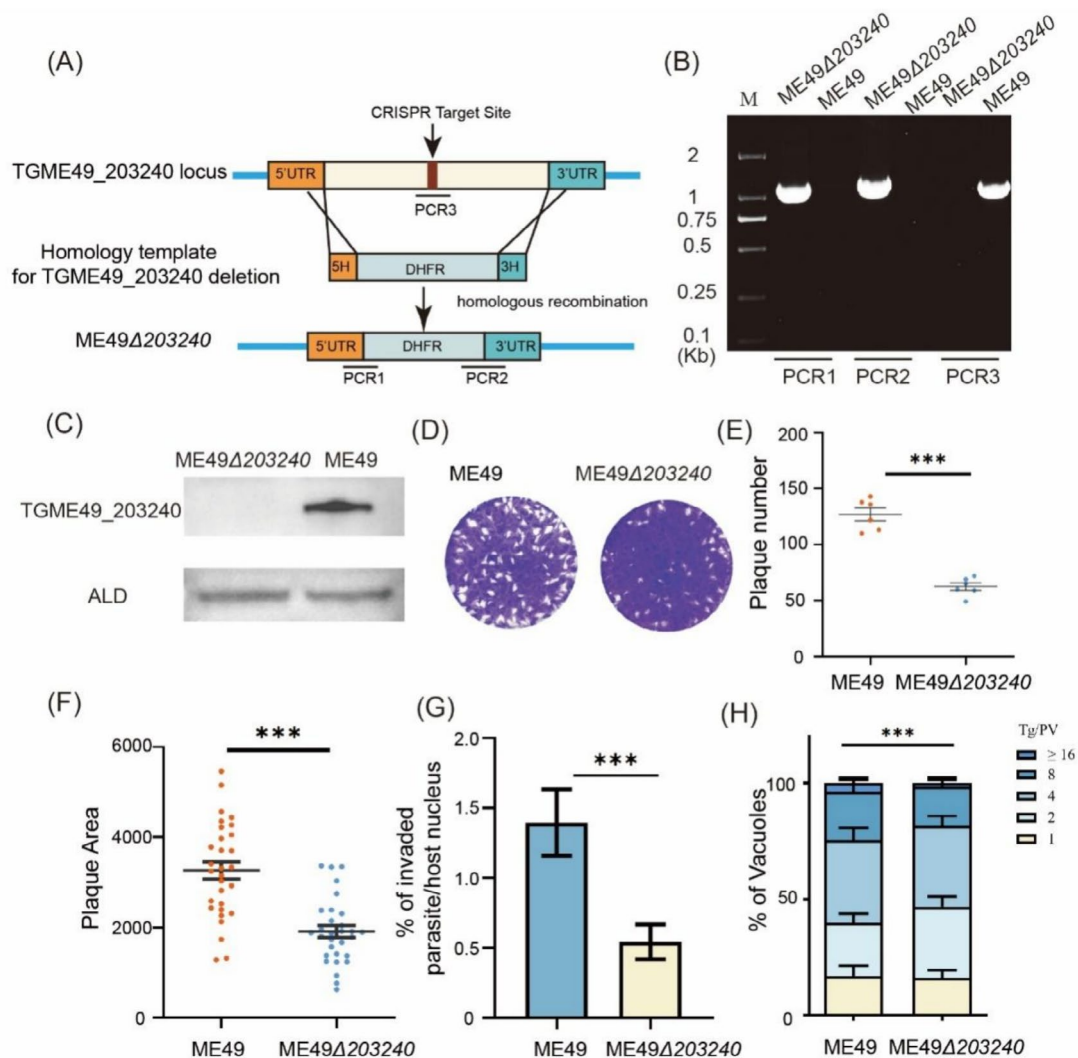 (A)
CRISPR Target Site
TGME49_203240 locus
5'UTR
3'UTR
PCR3
Homology template
for TGME49_203240 deletion
5H
DHFR
3H
homologous recombination
ME49Δ203240
5'UTR
DHFR
3'UTR
PCR1
PCR2
(B)
M
ME49Δ203240
ME49
ME49Δ203240
ME49
ME49Δ203240
ME49
2
1
0.75
0.5
0.25
0.1
(Kb)
PCR1
PCR2
PCR3
(C)
ME49Δ203240
ME49
TGME49_203240
ALD
(D)
ME49
ME49Δ203240
(E)
Plaque number
200
150
100
50
0
***
ME49
ME49Δ203240
(F)
Plaque Area
6000
4000
2000
0
***
ME49
ME49Δ203240
(G)
% of invaded
parasite/host nucleus
2.0
1.5
1.0
0.5
0
***
ME49
ME49Δ203240
(H)
% of Vacuoles
100
50
0
***
ME49
ME49Δ203240
Tg/PV
≥ 16
8
4
2
1